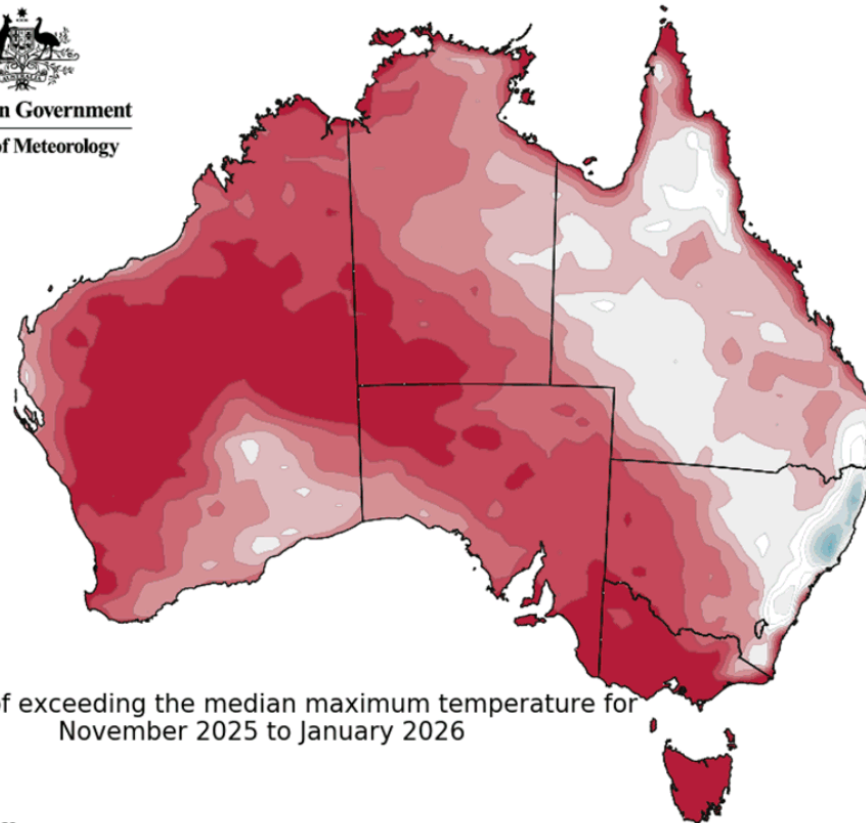 n Government
of Meteorology
of exceeding the median maximum temperature for
November 2025 to January 2026